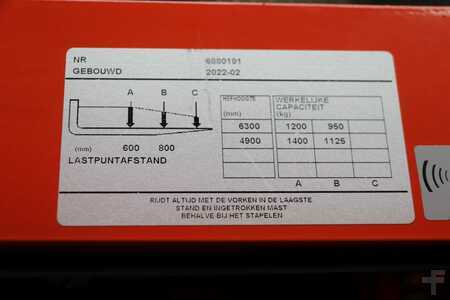 NR 6880191
GEBOUWD 2022-02
A B C
(mm) 600 800
LASTPUNTAFSTAND
HEFHOOGTE (mm) WERKELIJKE CAPACITEIT (kg)
6300 1200 950
4900 1400 1125
A B C
RIJDT ALTIJD MET DE VORKEN IN DE LAAGSTE
STAND EN INGETROKKEN MAST
BEHALVE BIJ HET STAPELEN